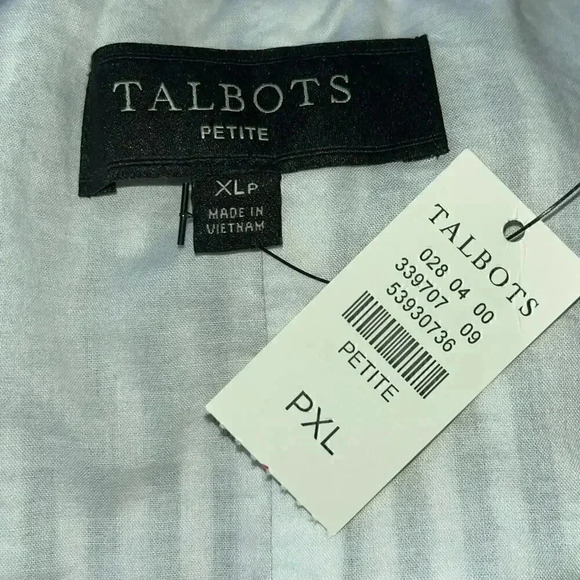 TALBOTS
PETITE
XLP
MADE IN
VIETNAM
TALBOTS
028 04 00
339707 09
53930736
PETITE
PXL